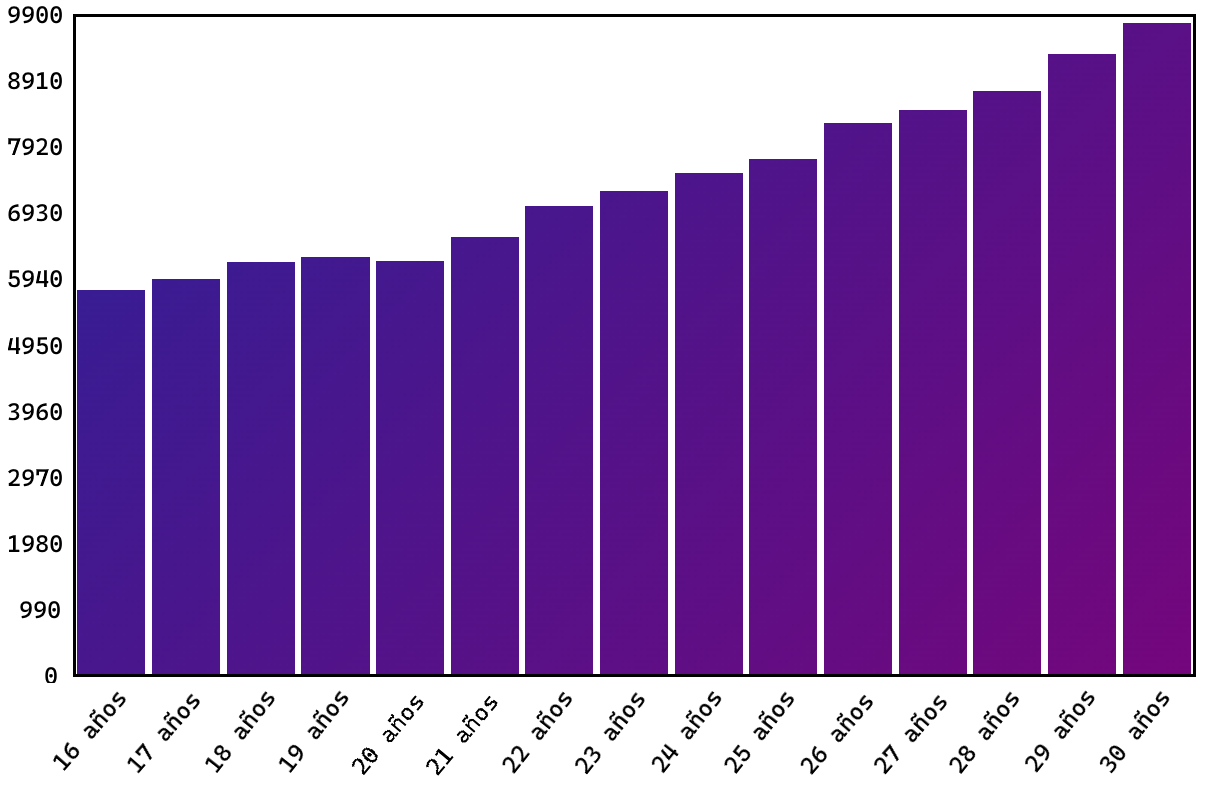 9900
8910
7920
6930
5940
4950
3960
2970
1980
990
0
16 años
17 años
18 años
19 años
20 años
21 años
22 años
23 años
24 años
25 años
26 años
27 años
28 años
29 años
30 años